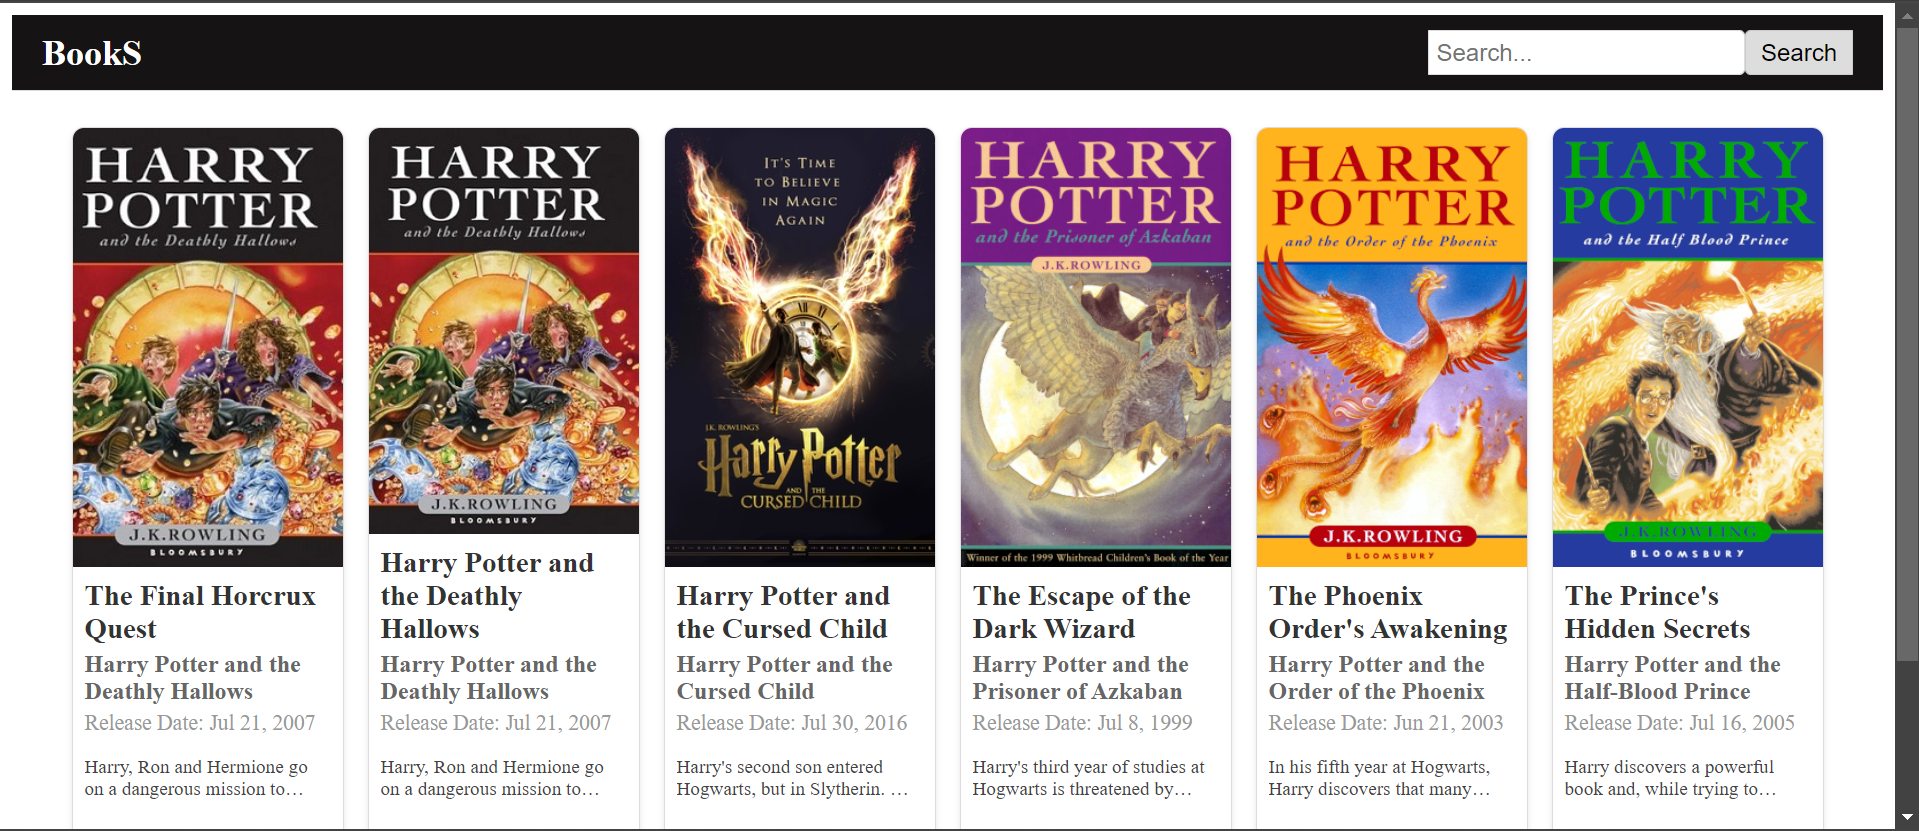 BookS
Search...
Search
HARRY
POTTER
and the Deathly Hallows
J.K.ROWLING
BLOOMSBURY
The Final Horcrux
Quest
Harry Potter and the
Deathly Hallows
Release Date: Jul 21, 2007
Harry, Ron and Hermione go
on a dangerous mission to…
HARRY
POTTER
and the Deathly Hallows
J.K.ROWLING
BLOOMSBURY
Harry Potter and
the Deathly
Hallows
Harry Potter and the
Deathly Hallows
Release Date: Jul 21, 2007
Harry, Ron and Hermione go
on a dangerous mission to…
IT'S TIME
TO BELIEVE
IN MAGIC
AGAIN
J.K. ROWLING'S
Harry Potter
AND THE
CURSED CHILD
Harry Potter and
the Cursed Child
Harry Potter and the
Cursed Child
Release Date: Jul 30, 2016
Harry's second son entered
Hogwarts, but in Slytherin. …
HARRY
POTTER
and the Prisoner of Azkaban
J.K.ROWLING
Winner of the 1999 Whitbread Children's Book of the Year
The Escape of the
Dark Wizard
Harry Potter and the
Prisoner of Azkaban
Release Date: Jul 8, 1999
Harry's third year of studies at
Hogwarts is threatened by…
HARRY
POTTER
and the Order of the Phoenix
J.K.ROWLING
BLOOMSBURY
The Phoenix
Order's Awakening
Harry Potter and the
Order of the Phoenix
Release Date: Jun 21, 2003
In his fifth year at Hogwarts,
Harry discovers that many…
HARRY
POTTER
and the Half Blood Prince
J.K.ROWLING
BLOOMSBURY
The Prince's
Hidden Secrets
Harry Potter and the
Half-Blood Prince
Release Date: Jul 16, 2005
Harry discovers a powerful
book and, while trying to…